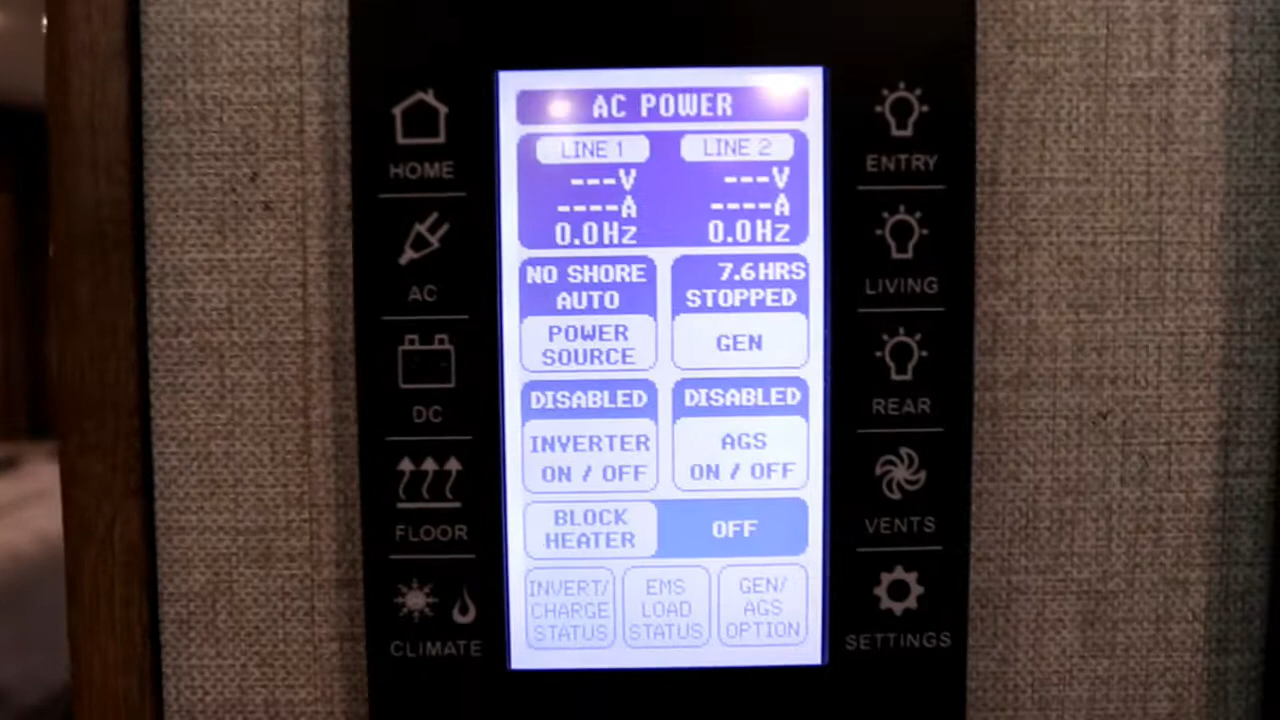 AC POWER
LINE 1 LINE 2
---V ---V
----A ----A
0.0Hz 0.0Hz
NO SHORE
AUTO
POWER
SOURCE
7.6HRS
STOPPED
GEN
DISABLED
INVERTER
ON / OFF
DISABLED
AGS
ON / OFF
BLOCK
HEATER
OFF
INVERT/
CHARGE
STATUS
EMS
LOAD
STATUS
GEN/
AGS
OPTION
HOME
AC
DC
FLOOR
CLIMATE
ENTRY
LIVING
REAR
VENTS
SETTINGS